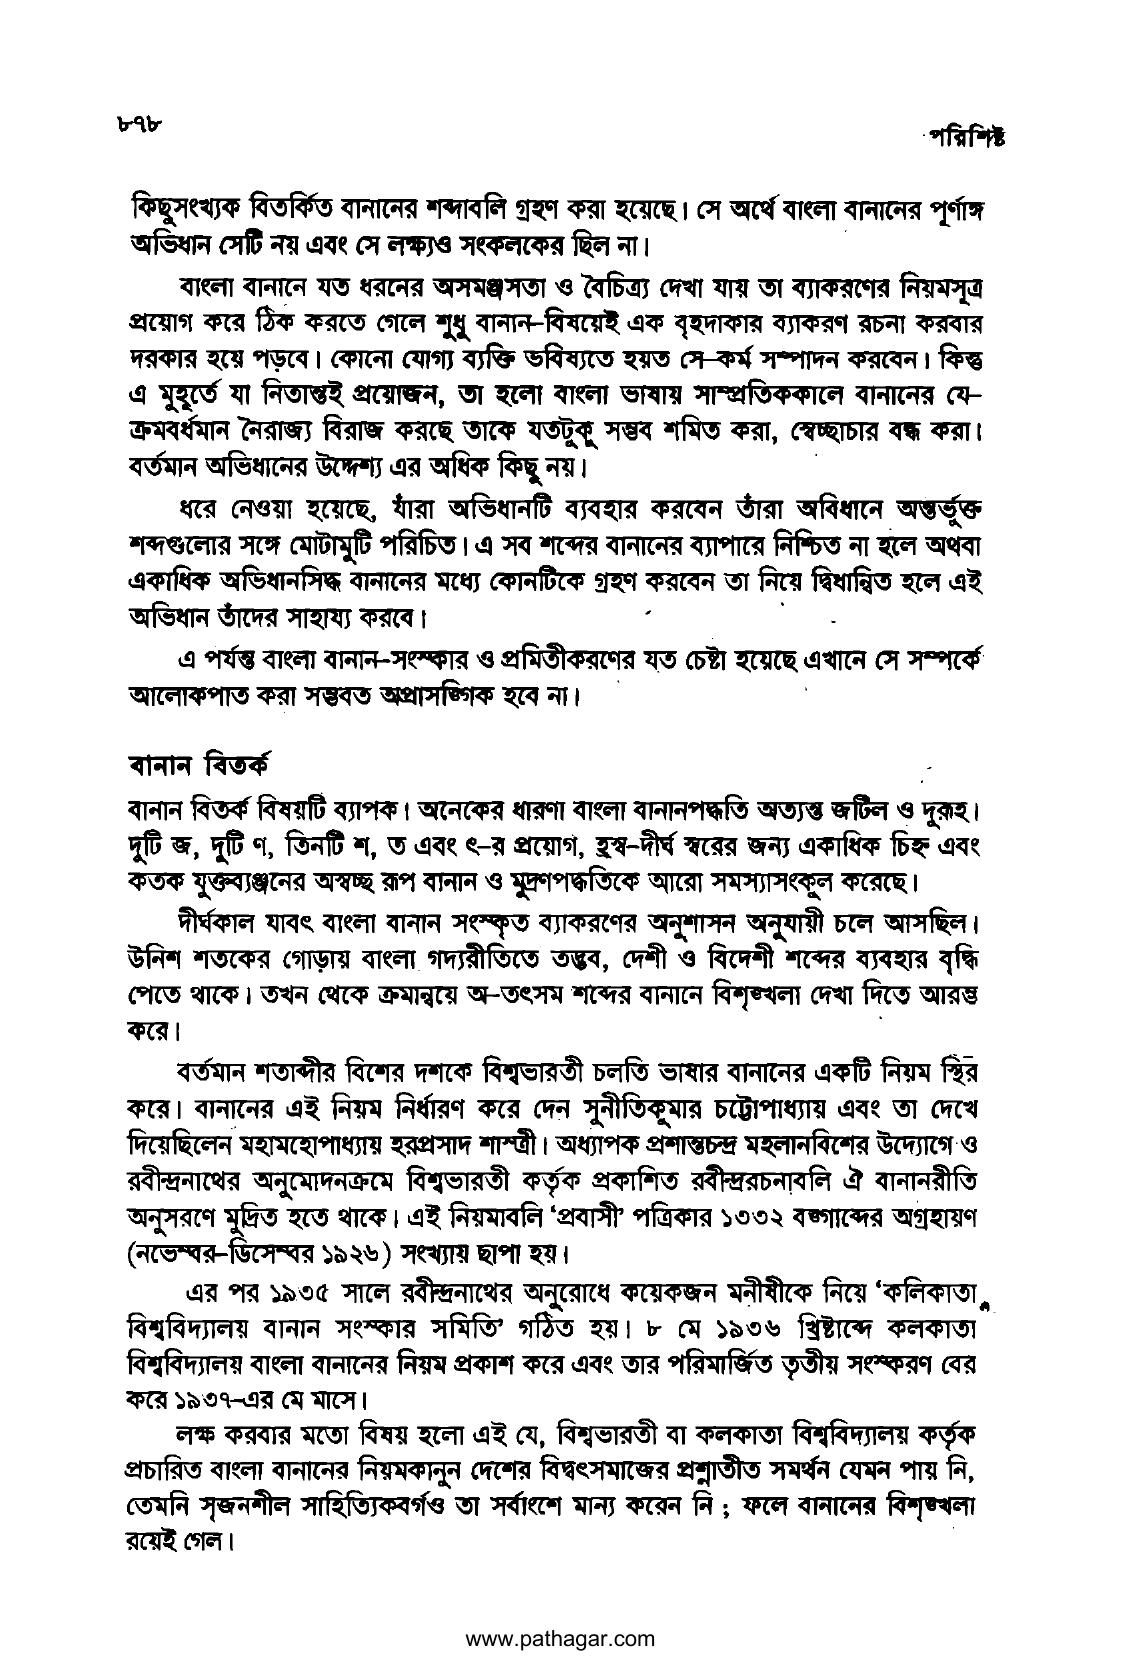 ৮৭৮
পরিশিষ্ট
কিছুসংখ্যক বিতর্কিত বানানের শব্দাবলি গ্রহণ করা হয়েছে। সে অর্থে বাংলা বানানের পূর্ণাঙ্গ
অভিধান সেটি নয় এবং সে লক্ষ্যও সংকলকের ছিল না।
বাংলা বানানে যত ধরনের অসমঞ্জসতা ও বৈচিত্র্য দেখা যায় তা ব্যাকরণের নিয়মসূত্র
প্রয়োগ করে ঠিক করতে গেলে শুধু বানান-বিষয়েই এক বৃহদাকার ব্যাকরণ রচনা করবার
দরকার হয়ে পড়বে। কোনো যোগ্য ব্যক্তি ভবিষ্যতে হয়ত সে-কর্ম সম্পাদন করবেন। কিন্তু
এ মুহূর্তে যা নিতান্তই প্রয়োজন, তা হলো বাংলা ভাষায় সাম্প্রতিককালে বানানের যে-
ক্রমবর্ধমান নৈরাজ্য বিরাজ করছে তাকে যতটুকু সম্ভব শমিত করা, স্বেচ্ছাচার বন্ধ করা।
বর্তমান অভিধানের উদ্দেশ্য এর অধিক কিছু নয়।
ধরে নেওয়া হয়েছে, যাঁরা অভিধানটি ব্যবহার করবেন তাঁরা অবিধানে অন্তর্ভুক্ত
শব্দগুলোর সঙ্গে মোটামুটি পরিচিত। এ সব শব্দের বানানের ব্যাপারে নিশ্চিত না হলে অথবা
একাধিক অভিধানসিদ্ধ বানানের মধ্যে কোনটিকে গ্রহণ করবেন তা নিয়ে দ্বিধান্বিত হলে এই
অভিধান তাঁদের সাহায্য করবে।
এ পর্যন্ত বাংলা বানান-সংস্কার ও প্রমিতীকরণের যত চেষ্টা হয়েছে এখানে সে সম্পর্কে
আলোকপাত করা সম্ভবত অপ্রাসঙ্গিক হবে না।
বানান বিতর্ক
বানান বিতর্ক বিষয়টি ব্যাপক। অনেকের ধারণা বাংলা বানানপদ্ধতি অত্যন্ত জটিল ও দুরূহ।
দুটি জ, দুটি ণ, তিনটি শ, ত এবং ৎ-র প্রয়োগ, হ্রস্ব-দীর্ঘ স্বরের জন্য একাধিক চিহ্ন এবং
কতক যুক্তব্যঞ্জনের অস্বচ্ছ রূপ বানান ও মুদ্রণপদ্ধতিকে আরো সমস্যাসংকুল করেছে।
দীর্ঘকাল যাবৎ বাংলা বানান সংস্কৃত ব্যাকরণের অনুশাসন অনুযায়ী চলে আসছিল।
উনিশ শতকের গোড়ায় বাংলা গদ্যরীতিতে তদ্ভব, দেশী ও বিদেশী শব্দের ব্যবহার বৃদ্ধি
পেতে থাকে। তখন থেকে ক্রমান্বয়ে অ-তৎসম শব্দের বানানে বিশৃঙ্খলা দেখা দিতে আরম্ভ
করে।
বর্তমান শতাব্দীর বিশের দশকে বিশ্বভারতী চলতি ভাষার বানানের একটি নিয়ম স্থির
করে। বানানের এই নিয়ম নির্ধারণ করে দেন সুনীতিকুমার চট্টোপাধ্যায় এবং তা দেখে
দিয়েছিলেন মহামহোপাধ্যায় হরপ্রসাদ শাস্ত্রী। অধ্যাপক প্রশান্তচন্দ্র মহলানবিশের উদ্যোগে ও
রবীন্দ্রনাথের অনুমোদনক্রমে বিশ্বভারতী কর্তৃক প্রকাশিত রবীন্দ্ররচনাবলি ঐ বানানরীতি
অনুসরণে মুদ্রিত হতে থাকে। এই নিয়মাবলি ‘প্রবাসী’ পত্রিকার ১৩৩২ বঙ্গাব্দের অগ্রহায়ণ
(নভেম্বর-ডিসেম্বর ১৯২৬) সংখ্যায় ছাপা হয়।
এর পর ১৯৩৫ সালে রবীন্দ্রনাথের অনুরোধে কয়েকজন মনীষীকে নিয়ে ‘কলিকাতা
বিশ্ববিদ্যালয় বানান সংস্কার সমিতি’ গঠিত হয়। ৮ মে ১৯৩৬ খ্রিষ্টাব্দে কলকাতা
বিশ্ববিদ্যালয় বাংলা বানানের নিয়ম প্রকাশ করে এবং তার পরিমার্জিত তৃতীয় সংস্করণ বের
করে ১৯৩৭-এর মে মাসে।
লক্ষ করবার মতো বিষয় হলো এই যে, বিশ্বভারতী বা কলকাতা বিশ্ববিদ্যালয় কর্তৃক
প্রচারিত বাংলা বানানের নিয়মকানুন দেশের বিদ্বৎসমাজের প্রশ্নাতীত সমর্থন যেমন পায় নি,
তেমনি সৃজনশীল সাহিত্যিকবর্গও তা সর্বাংশে মান্য করেন নি ; ফলে বানানের বিশৃঙ্খলা
রয়েই গেল।
www.pathagar.com